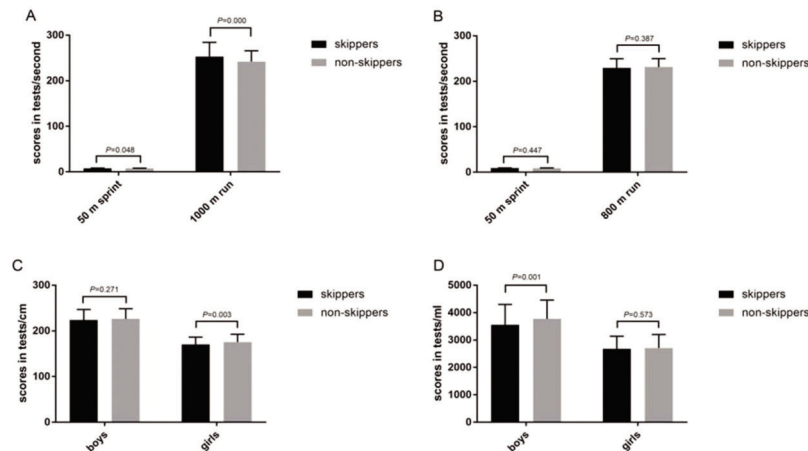 A
P=0.000
300
200
100
0
scores in tests/second
P=0.048
50 m sprint
1000 m run
skippers
non-skippers
B
P=0.387
300
200
100
0
scores in tests/second
P=0.447
50 m sprint
800 m run
skippers
non-skippers
C
P=0.271
P=0.003
300
200
100
0
scores in tests/cm
boys
girls
skippers
non-skippers
D
P=0.001
P=0.573
5000
4000
3000
2000
1000
0
scores in tests/ml
boys
girls
skippers
non-skippers